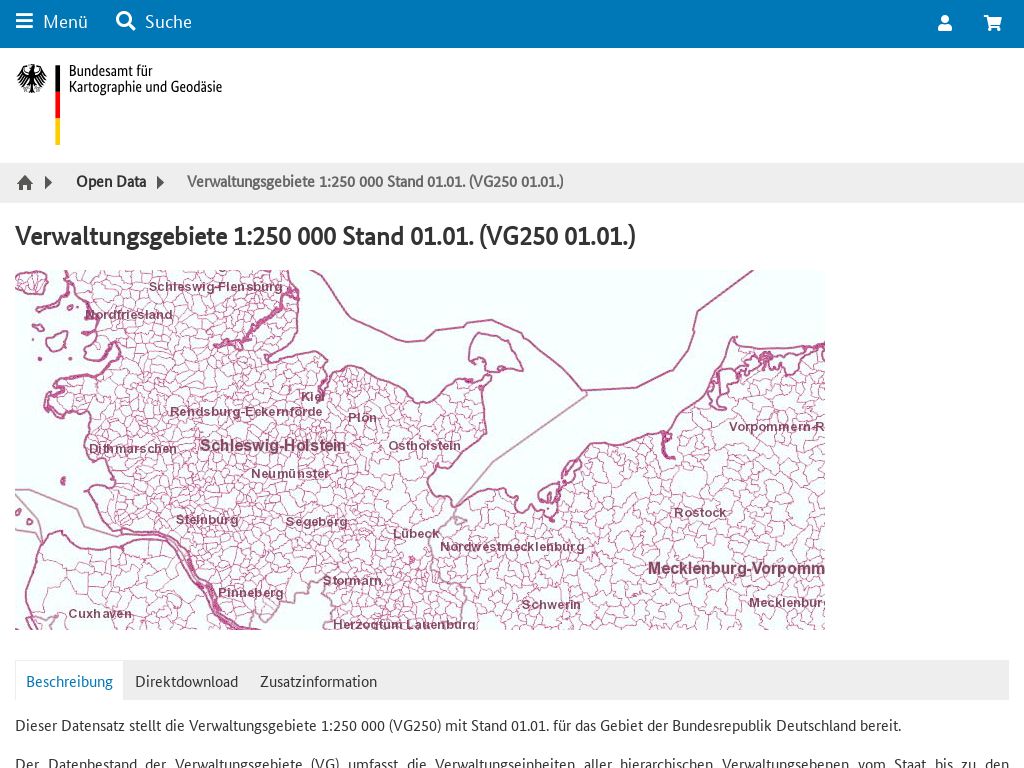 Menü Suche
Bundesamt für
Kartographie und Geodäsie
Open Data Verwaltungsgebiete 1:250 000 Stand 01.01. (VG250 01.01.)
Verwaltungsgebiete 1:250 000 Stand 01.01. (VG250 01.01.)
Schleswig-Flensburg
Nordfriesland
Kiel
Rendsburg-Eckernförde
Plön
Vorpommern-R
Dithmarschen
Schleswig-Holstein
Ostholstein
Neumünster
Rostock
Steinburg
Segeberg
Lübeck
Nordwestmecklenburg
Mecklenburg-Vorpomm
Stormarn
Pinneberg
Schwerin
Mecklenburg
Cuxhaven
Herzogtum Lauenburg
Beschreibung Direktdownload Zusatzinformation
Dieser Datensatz stellt die Verwaltungsgebiete 1:250 000 (VG250) mit Stand 01.01. für das Gebiet der Bundesrepublik Deutschland bereit.
Der Datenbestand der Verwaltungsgebiete (VG) umfasst die Verwaltungseinheiten aller hierarchischen Verwaltungsebenen vom Staat bis zu den